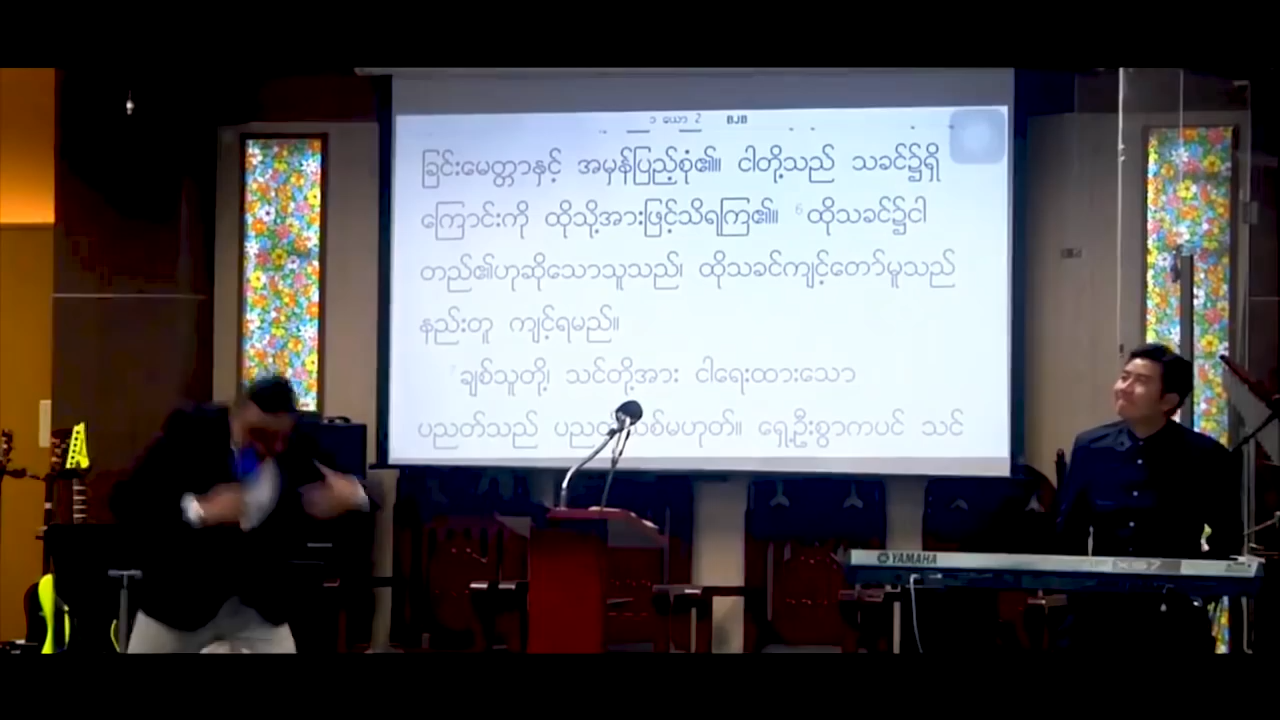 ၁ ယော 2 BJB
ခြင်းမေတ္တာနှင့် အမှန်ပြည့်စုံ၏။ ငါတို့သည် သခင်၌ရှိ
ကြောင်းကို ထိုသို့အားဖြင့်သိရကြ၏။ 6 ထိုသခင်၌ငါ
တည်၏ဟုဆိုသောသူသည်၊ ထိုသခင်ကျင့်တော်မူသည်
နည်းတူ ကျင့်ရမည်။
7 ချစ်သူတို့၊ သင်တို့အား ငါရေးထားသော
ပညတ်သည် မဟုတ်။ ရှေ့ဦးစွာကပင် သင်
YAMAHA